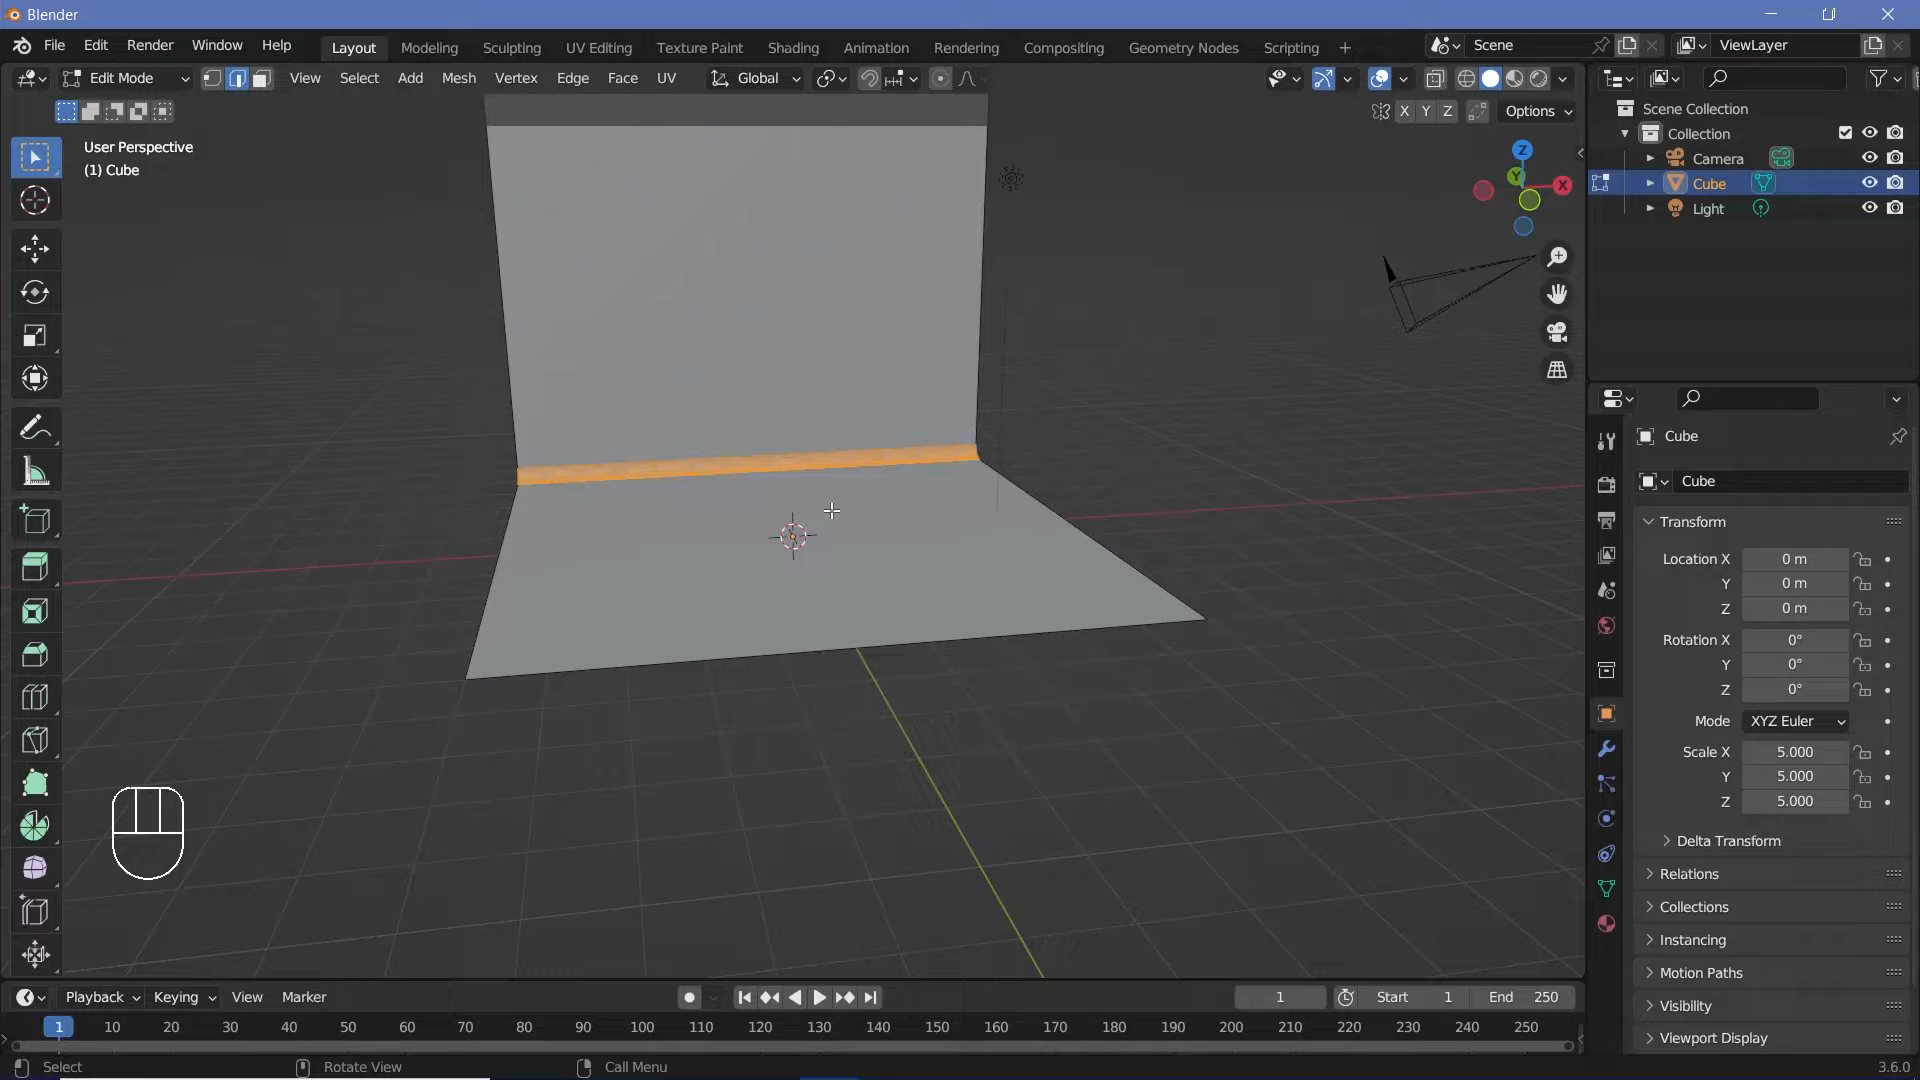 Blender
File Edit Render Window Help Layout Modeling Sculpting UV Editing Texture Paint Shading Animation Rendering Compositing Geometry Nodes Scripting + Scene ViewLayer
Edit Mode View Select Add Mesh Vertex Edge Face UV Global
X Y Z Options
User Perspective
(1) Cube
Z
Y
X
Scene Collection
Collection
Camera
Cube
Light
Cube
Cube
Transform
Location X 0 m
Y 0 m
Z 0 m
Rotation X 0°
Y 0°
Z 0°
Mode XYZ Euler
Scale X 5.000
Y 5.000
Z 5.000
Delta Transform
Relations
Collections
Instancing
Motion Paths
Visibility
Viewport Display
Playback Keying View Marker 1 Start 1 End 250
1 10 20 30 40 50 60 70 80 90 100 110 120 130 140 150 160 170 180 190 200 210 220 230 240 250
Select Rotate View Call Menu 3.6.0